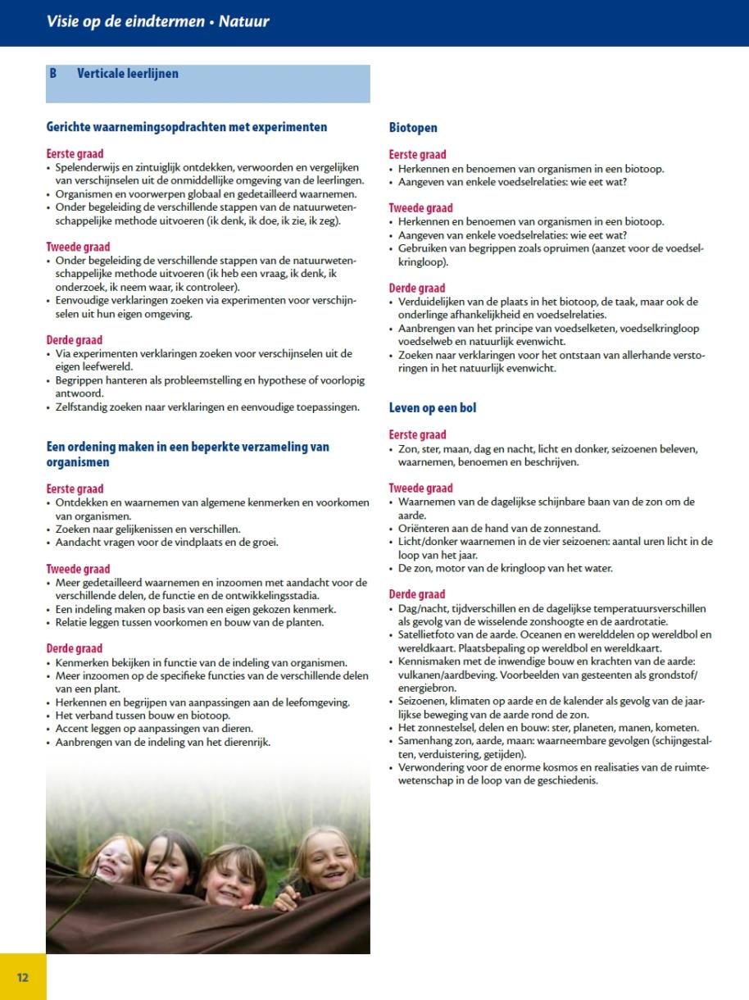 Visie op de eindtermen • Natuur
B Verticale leerlijnen
Gerichte waarnemingsopdrachten met experimenten
Eerste graad
• Spelenderwijs en zintuiglijk ontdekken, verwoorden en vergelijken
van verschijnselen uit de onmiddellijke omgeving van de leerlingen.
• Organismen en voorwerpen globaal en gedetailleerd waarnemen.
• Onder begeleiding de verschillende stappen van de natuurweten-
schappelijke methode uitvoeren (ik denk, ik doe, ik zie, ik zeg).
Tweede graad
• Onder begeleiding de verschillende stappen van de natuurweten-
schappelijke methode uitvoeren (ik heb een vraag, ik denk, ik
onderzoek, ik neem waar, ik controleer).
• Eenvoudige verklaringen zoeken via experimenten voor verschijn-
selen uit hun eigen omgeving.
Derde graad
• Via experimenten verklaringen zoeken voor verschijnselen uit de
eigen leefwereld.
• Begrippen hanteren als probleemstelling en hypothese of voorlopig
antwoord.
• Zelfstandig zoeken naar verklaringen en eenvoudige toepassingen.
Een ordening maken in een beperkte verzameling van
organismen
Eerste graad
• Ontdekken en waarnemen van algemene kenmerken en voorkomen
van organismen.
• Zoeken naar gelijkenissen en verschillen.
• Aandacht vragen voor de vindplaats en de groei.
Tweede graad
• Meer gedetailleerd waarnemen en inzoomen met aandacht voor de
verschillende delen, de functie en de ontwikkelingsstadia.
• Een indeling maken op basis van een eigen gekozen kenmerk.
• Relatie leggen tussen voorkomen en bouw van de planten.
Derde graad
• Kenmerken bekijken in functie van de indeling van organismen.
• Meer inzoomen op de specifieke functies van de verschillende delen
van een plant.
• Herkennen en begrijpen van aanpassingen aan de leefomgeving.
• Het verband tussen bouw en biotoop.
• Accent leggen op aanpassingen van dieren.
• Aanbrengen van de indeling van het dierenrijk.
Biotopen
Eerste graad
• Herkennen en benoemen van organismen in een biotoop.
• Aangeven van enkele voedselrelaties: wie eet wat?
Tweede graad
• Herkennen en benoemen van organismen in een biotoop.
• Aangeven van enkele voedselrelaties: wie eet wat?
• Gebruiken van begrippen zoals opruimen (aanzet voor de voedsel-
kringloop).
Derde graad
• Verduidelijken van de plaats in het biotoop, de taak, maar ook de
onderlinge afhankelijkheid en voedselrelaties.
• Aanbrengen van het principe van voedselketen, voedselkringloop
voedselweb en natuurlijk evenwicht.
• Zoeken naar verklaringen voor het ontstaan van allerhande versto-
ringen in het natuurlijk evenwicht.
Leven op een bol
Eerste graad
• Zon, ster, maan, dag en nacht, licht en donker, seizoenen beleven,
waarnemen, benoemen en beschrijven.
Tweede graad
• Waarnemen van de dagelijkse schijnbare baan van de zon om de
aarde.
• Oriënteren aan de hand van de zonnestand.
• Licht/donker waarnemen in de vier seizoenen: aantal uren licht in de
loop van het jaar.
• De zon, motor van de kringloop van het water.
Derde graad
• Dag/nacht, tijdverschillen en de dagelijkse temperatuursverschillen
als gevolg van de wisselende zonshoogte en de aardrotatie.
• Satellietfoto van de aarde. Oceanen en werelddelen op wereldbol en
wereldkaart. Plaatsbepaling op wereldbol en wereldkaart.
• Kennismaken met de inwendige bouw en krachten van de aarde:
vulkanen/aardbeving. Voorbeelden van gesteenten als grondstof/
energiebron.
• Seizoenen, klimaten op aarde en de kalender als gevolg van de jaar-
lijkse beweging van de aarde rond de zon.
• Het zonnestelsel, delen en bouw: ster, planeten, manen, kometen.
• Samenhang zon, aarde, maan: waarneembare gevolgen (schijngestal-
ten, verduistering, getijden).
• Verwondering voor de enorme kosmos en realisaties van de ruimte-
wetenschap in de loop van de geschiedenis.
12